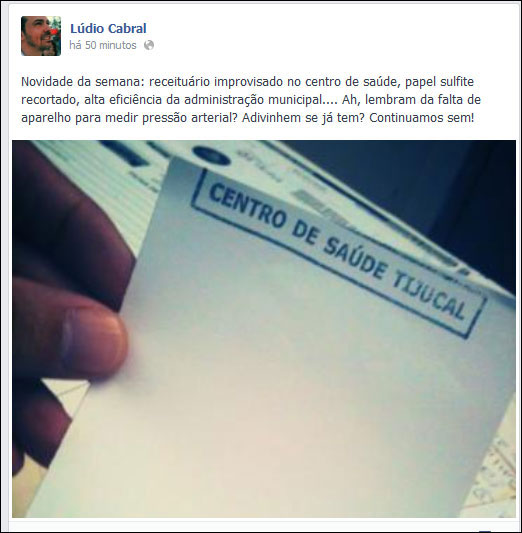 Lúdio Cabral
há 50 minutos
Novidade da semana: receituário improvisado no centro de saúde, papel sulfite
recortado, alta eficiência da administração municipal.... Ah, lembram da falta de
aparelho para medir pressão arterial? Adivinhem se já tem? Continuamos sem!
CENTRO DE SAÚDE TIJUCAL